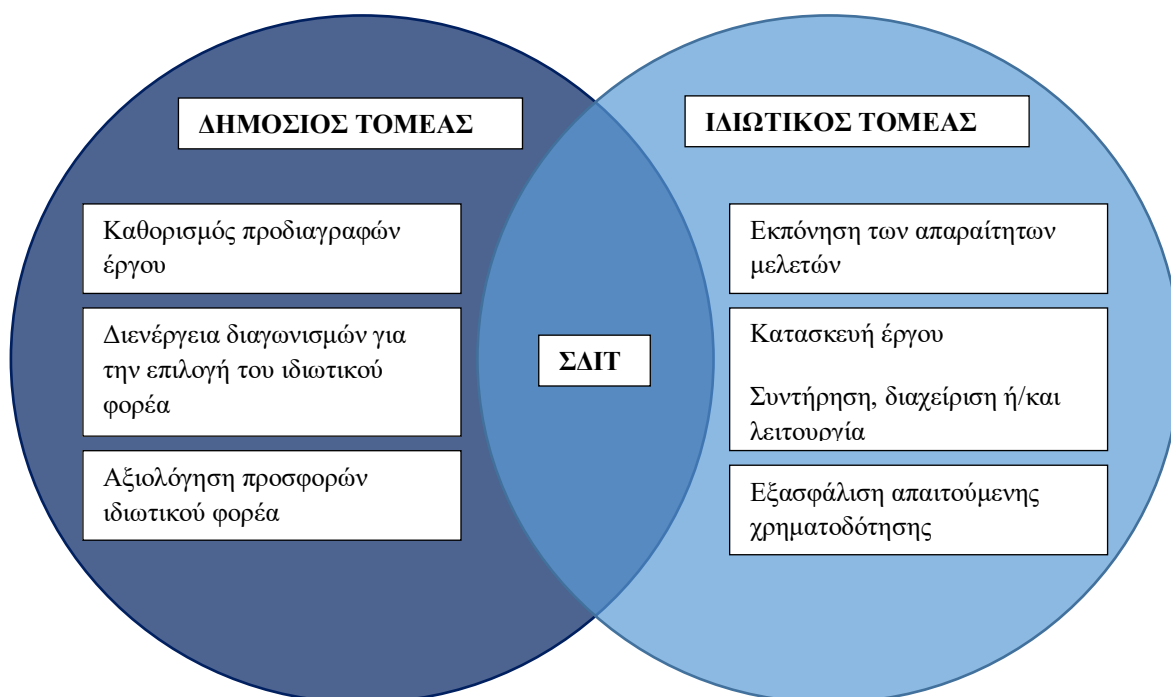 ΔΗΜΟΣΙΟΣ ΤΟΜΕΑΣ
Καθορισμός προδιαγραφών
έργου
Διενέργεια διαγωνισμών για
την επιλογή του ιδιωτικού
φορέα
Αξιολόγηση προσφορών
ιδιωτικού φορέα
ΣΔΙΤ
ΙΔΙΩΤΙΚΟΣ ΤΟΜΕΑΣ
Εκπόνηση των απαραίτητων
μελετών
Κατασκευή έργου
Συντήρηση, διαχείριση ή/και
λειτουργία
Εξασφάλιση απαιτούμενης
χρηματοδότησης